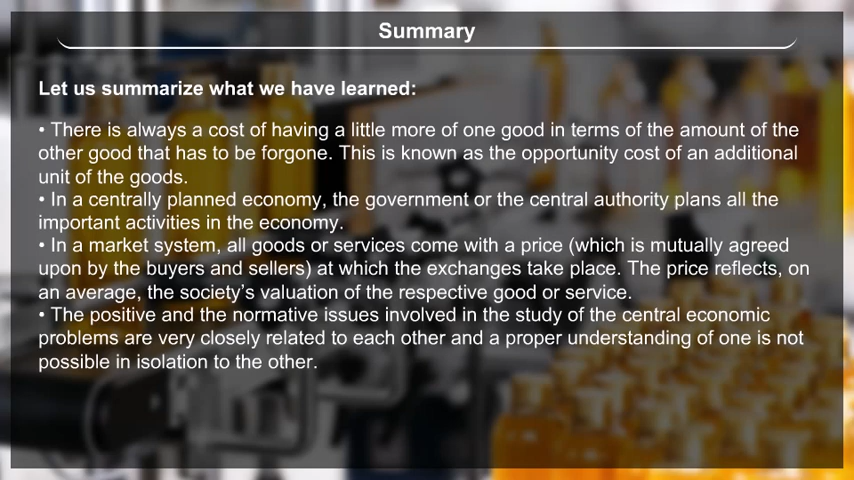 Summary
Let us summarize what we have learned:
• There is always a cost of having a little more of one good in terms of the amount of the
other good that has to be forgone. This is known as the opportunity cost of an additional
unit of the goods.
• In a centrally planned economy, the government or the central authority plans all the
important activities in the economy.
• In a market system, all goods or services come with a price (which is mutually agreed
upon by the buyers and sellers) at which the exchanges take place. The price reflects, on
an average, the society’s valuation of the respective good or service.
• The positive and the normative issues involved in the study of the central economic
problems are very closely related to each other and a proper understanding of one is not
possible in isolation to the other.